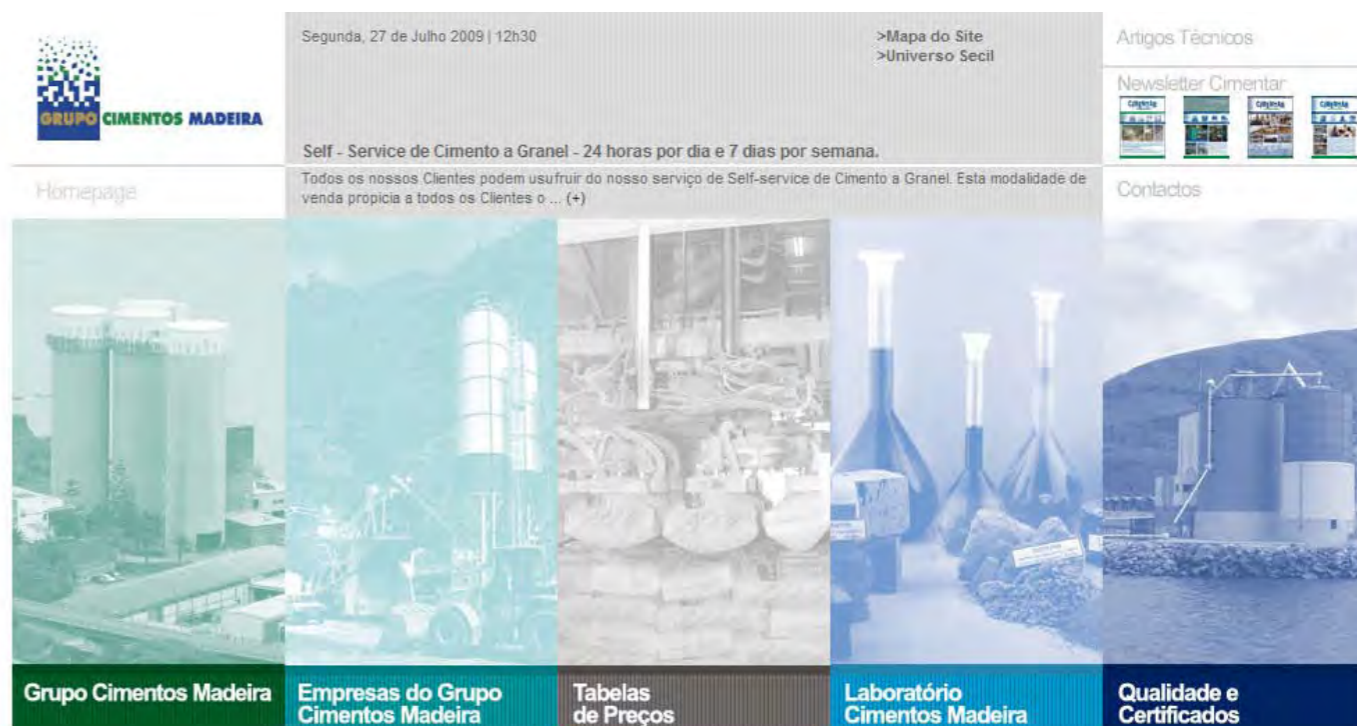 GRUPO CIMENTOS MADEIRA
Segunda, 27 de Julho 2009 | 12h30
>Mapa do Site
>Universo Secil
Artigos Técnicos
Newsletter Cimentar
Self - Service de Cimento a Granel - 24 horas por dia e 7 dias por semana.
Homepage
Todos os nossos Clientes podem usufruir do nosso serviço de Self-service de Cimento a Granel. Esta modalidade de
venda propicia a todos os Clientes o ... (+)
Contactos
Grupo Cimentos Madeira
Empresas do Grupo
Cimentos Madeira
Tabelas
de Preços
Laboratório
Cimentos Madeira
Qualidade e
Certificados